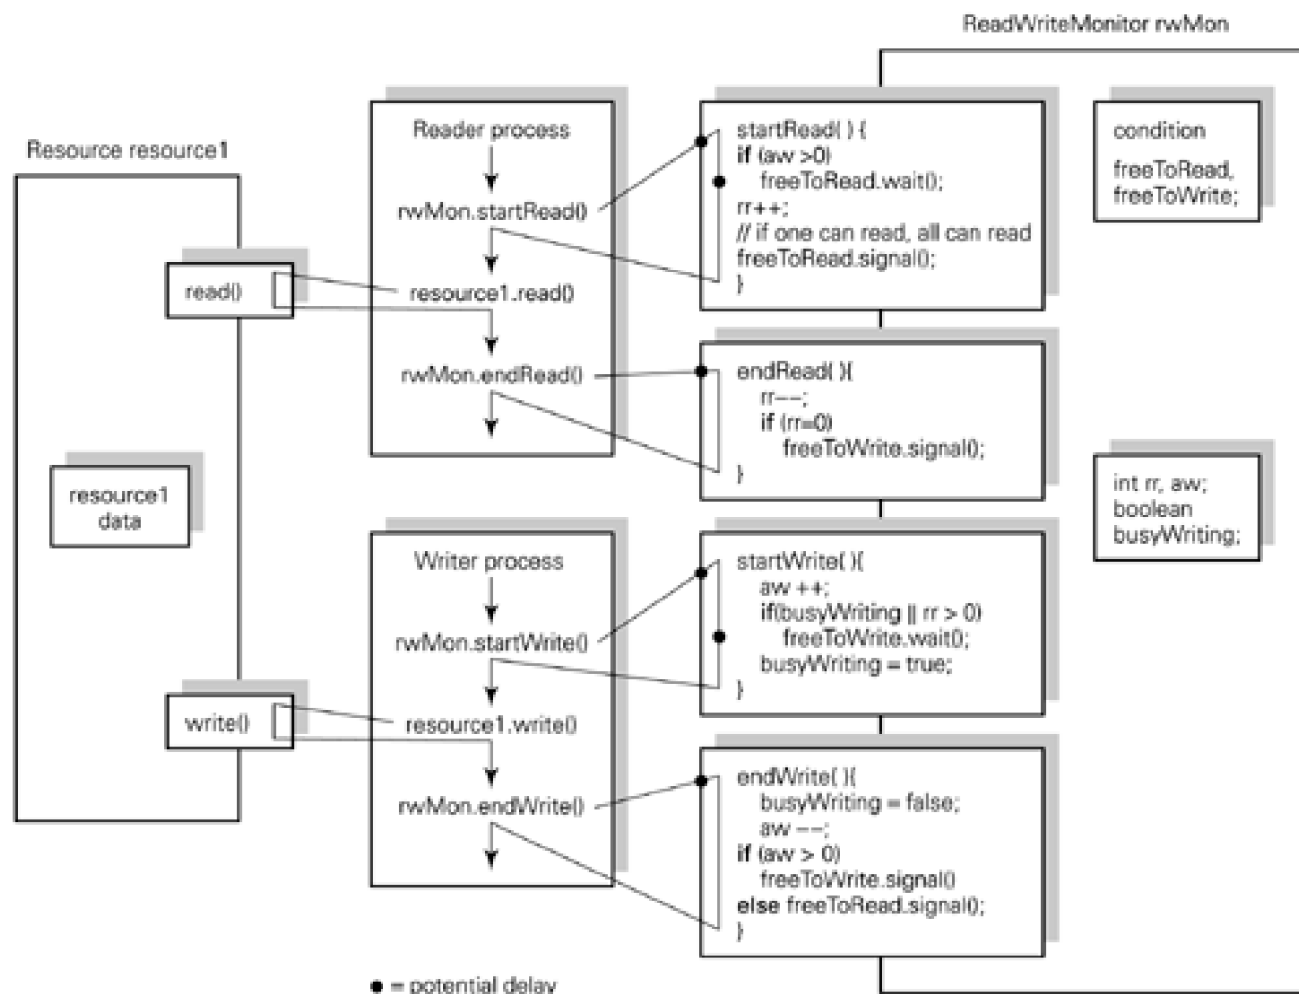 ReadWriteMonitor rwMon
Resource resource1
read()
resource1
data
write()
Reader process
rwMon.startRead()
resource1.read()
rwMon.endRead()
Writer process
rwMon.startWrite()
resource1.write()
rwMon.endWrite()
startRead( ) {
if (aw >0)
freeToRead.wait();
rr++;
// if one can read, all can read
freeToRead.signal();
}
endRead( ){
rr−−;
if (rr=0)
freeToWrite.signal();
}
startWrite( ){
aw ++;
if(busyWriting || rr > 0)
freeToWrite.wait();
busyWriting = true;
}
endWrite( ){
busyWriting = false;
aw −−;
if (aw > 0)
freeToWrite.signal()
else freeToRead.signal();
}
condition
freeToRead,
freeToWrite;
int rr, aw;
boolean
busyWriting;
● = potential delay